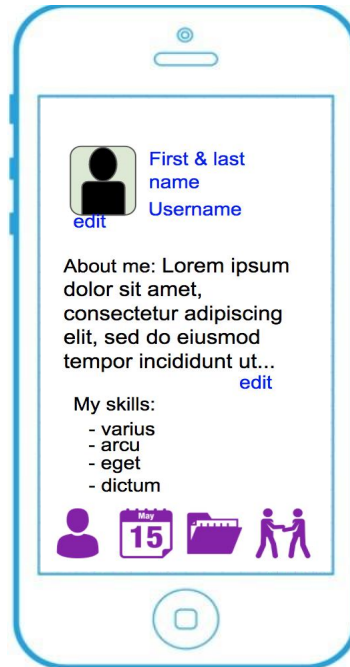 First & last
name
Username
edit
About me: Lorem ipsum
dolor sit amet,
consectetur adipiscing
elit, sed do eiusmod
tempor incididunt ut...
edit
My skills:
- varius
- arcu
- eget
- dictum
May
15